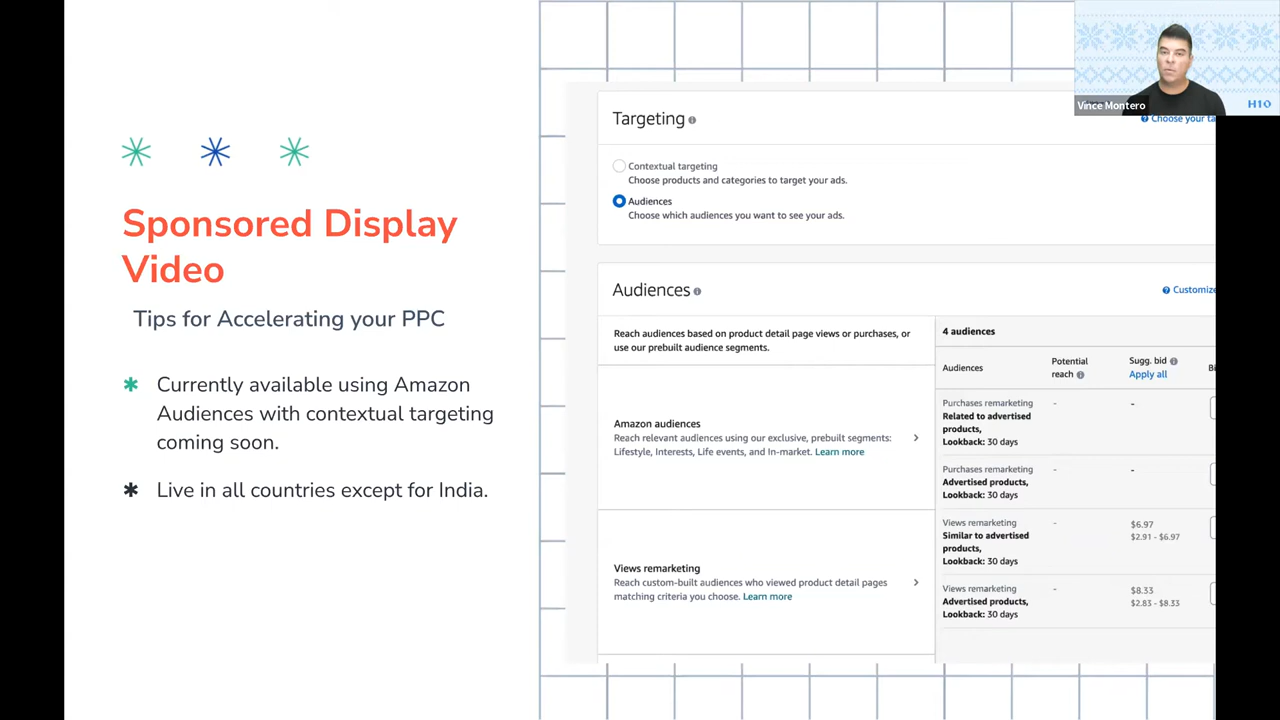 Sponsored Display
Video
Tips for Accelerating your PPC
Currently available using Amazon
Audiences with contextual targeting
coming soon.
Live in all countries except for India.
Targeting
Choose your ta
Contextual targeting
Choose products and categories to target your ads.
Audiences
Choose which audiences you want to see your ads.
Audiences
Customize
Reach audiences based on product detail page views or purchases, or
use our prebuilt audience segments.
Amazon audiences
Reach relevant audiences using our exclusive, prebuilt segments:
Lifestyle, Interests, Life events, and In-market. Learn more
Views remarketing
Reach custom-built audiences who viewed product detail pages
matching criteria you choose. Learn more
4 audiences
Audiences Potential reach Sugg. bid Bi
Apply all
Purchases remarketing - -
Related to advertised
products,
Lookback: 30 days
Purchases remarketing - -
Advertised products,
Lookback: 30 days
Views remarketing - $6.97
Similar to advertised $2.91 - $6.97
products,
Lookback: 30 days
Views remarketing - $8.33
Advertised products, $2.83 - $8.33
Lookback: 30 days
Vince Montero
H10